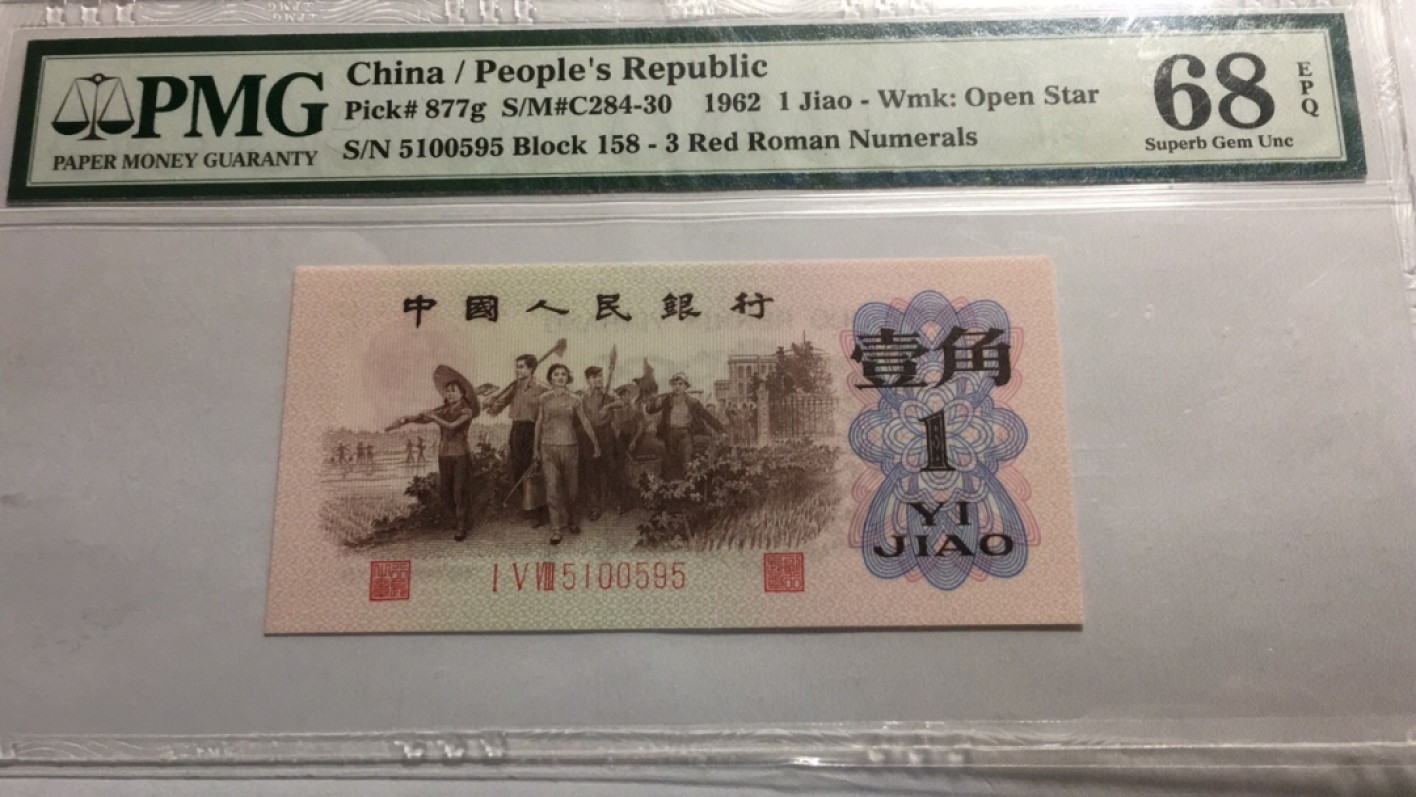 PMG
PAPER MONEY GUARANTY
China / People's Republic
Pick# 877g S/M#C284-30 1962 1 Jiao - Wmk: Open Star
S/N 5100595 Block 158 - 3 Red Roman Numerals
68
EPQ
Superb Gem Unc
中國人民銀行
壹角
1
YI
JIAO
I V VIII 5100595